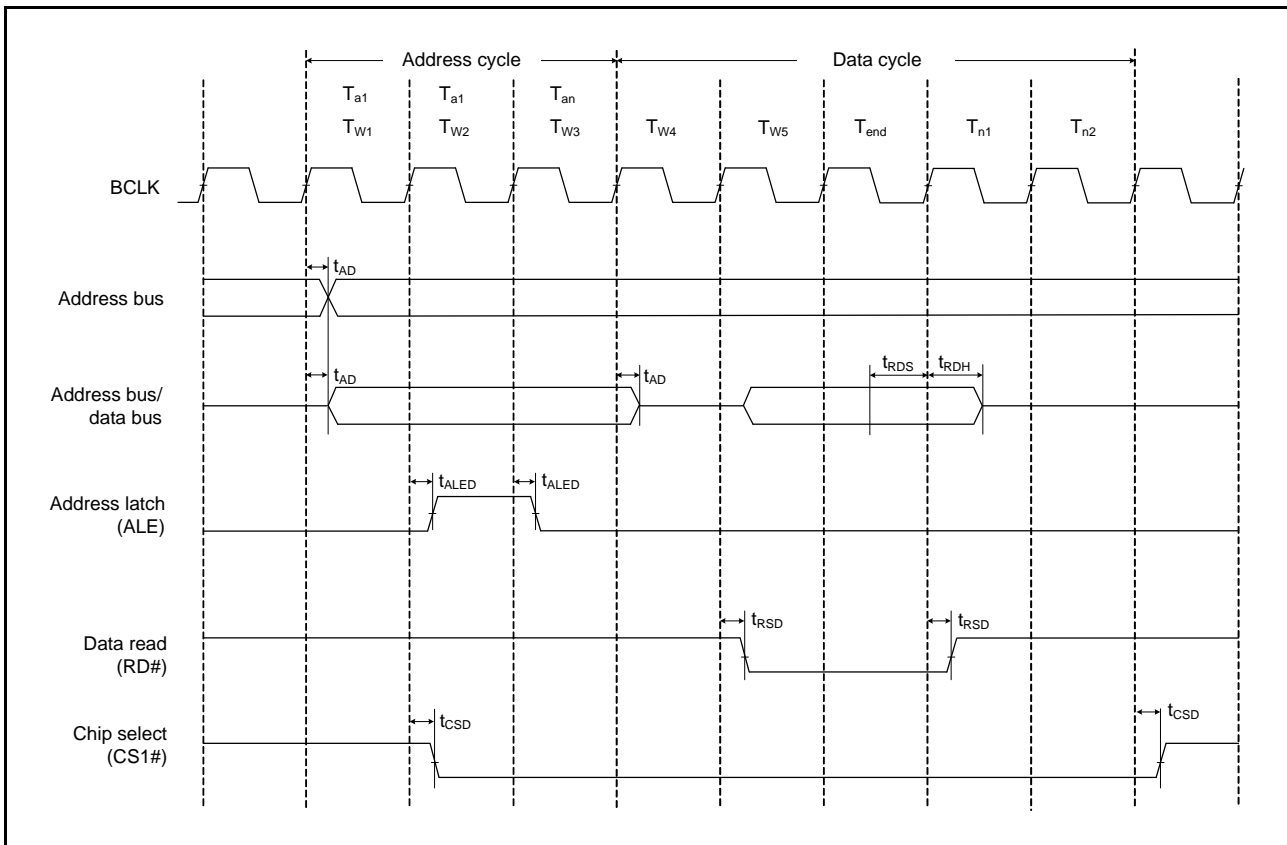 Address cycle Data cycle
Ta1 Ta1 Tan
TW1 TW2 TW3 TW4 TW5 Tend Tn1 Tn2
BCLK
tAD
Address bus
tAD tAD tRDS tRDH
Address bus/
data bus
tALED tALED
Address latch
(ALE)
tRSD tRSD
Data read
(RD#)
tCSD tCSD
Chip select
(CS1#)